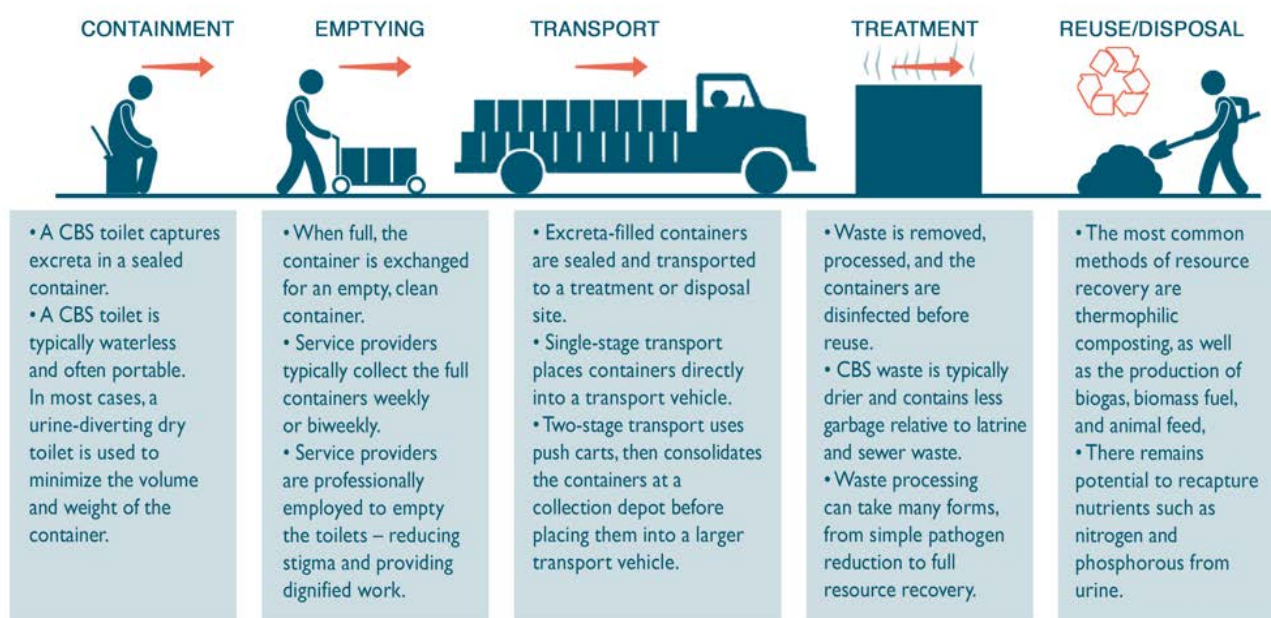 CONTAINMENT
EMPTYING
TRANSPORT
TREATMENT
REUSE/DISPOSAL
• A CBS toilet captures
excreta in a sealed
container.
• A CBS toilet is
typically waterless
and often portable.
In most cases, a
urine-diverting dry
toilet is used to
minimize the volume
and weight of the
container.
• When full, the
container is exchanged
for an empty, clean
container.
• Service providers
typically collect the full
containers weekly
or biweekly.
• Service providers
are professionally
employed to empty
the toilets – reducing
stigma and providing
dignified work.
• Excreta-filled containers
are sealed and transported
to a treatment or disposal
site.
• Single-stage transport
places containers directly
into a transport vehicle.
• Two-stage transport uses
push carts, then consolidates
the containers at a
collection depot before
placing them into a larger
transport vehicle.
• Waste is removed,
processed, and the
containers are
disinfected before
reuse.
• CBS waste is typically
drier and contains less
garbage relative to latrine
and sewer waste.
• Waste processing
can take many forms,
from simple pathogen
reduction to full
resource recovery.
• The most common
methods of resource
recovery are
thermophilic
composting, as well
as the production of
biogas, biomass fuel,
and animal feed,
• There remains
potential to recapture
nutrients such as
nitrogen and
phosphorous from
urine.